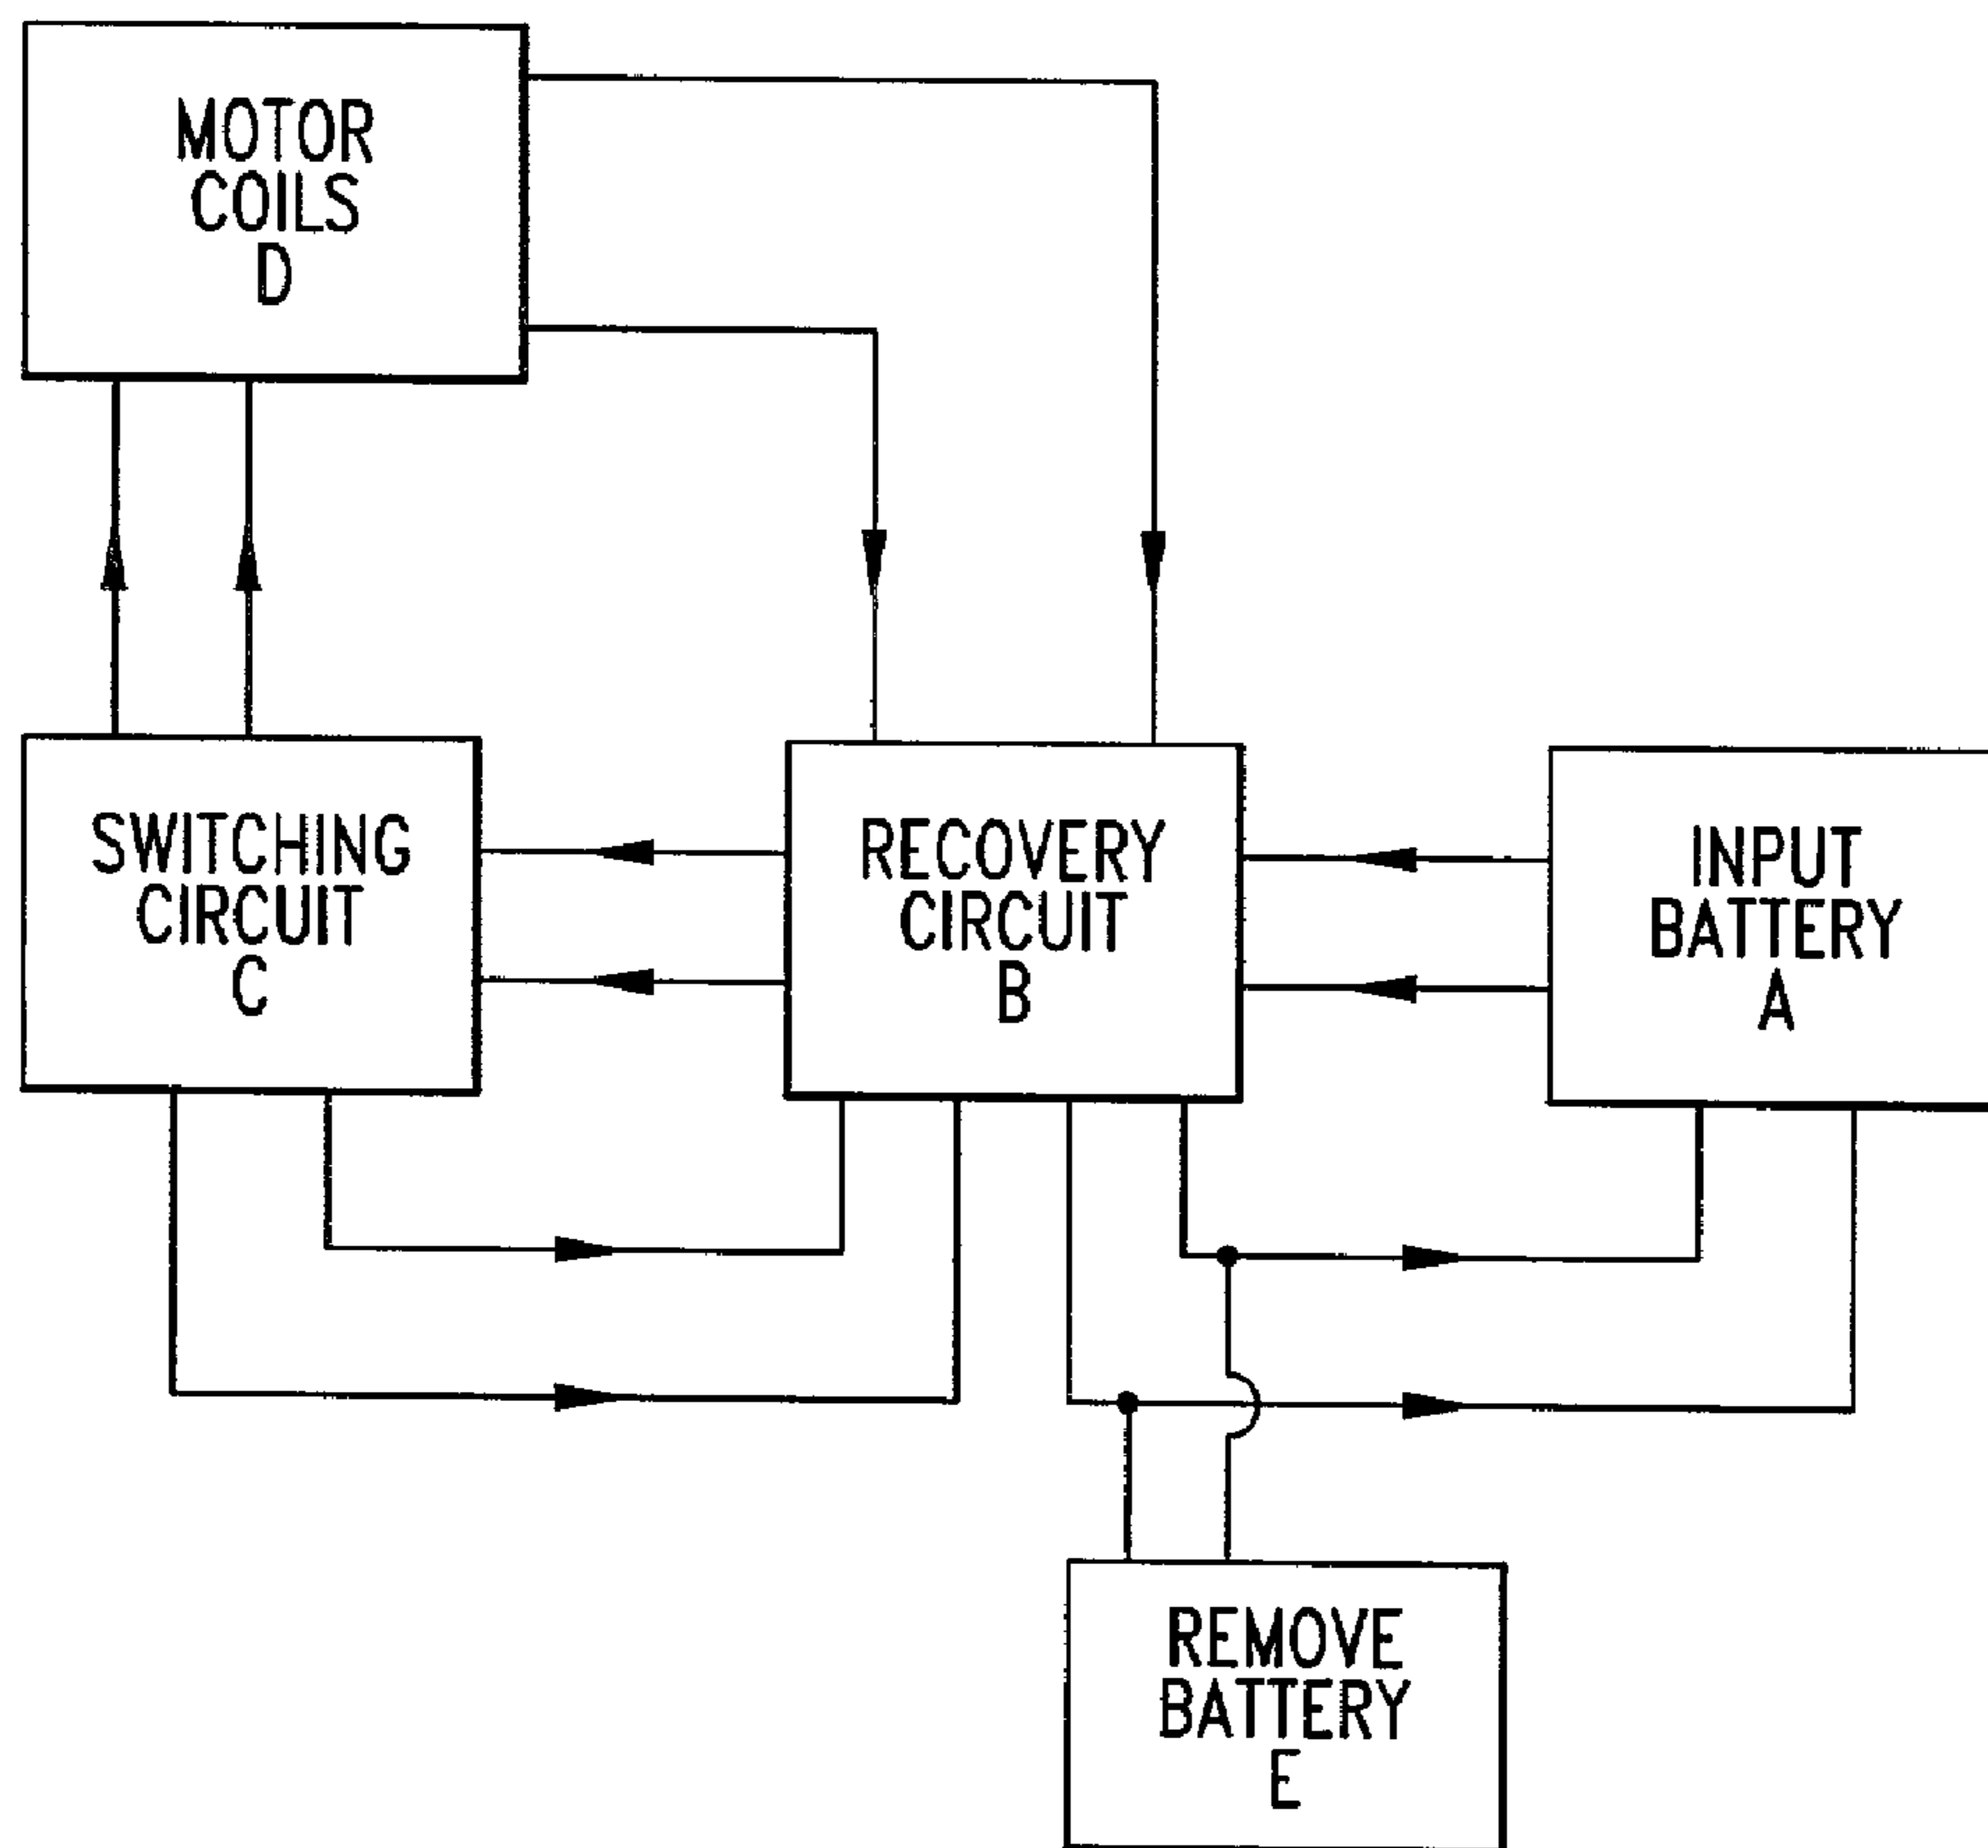 MOTOR
COILS
D
SWITCHING
CIRCUIT
C
RECOVERY
CIRCUIT
B
INPUT
BATTERY
A
REMOVE
BATTERY
E